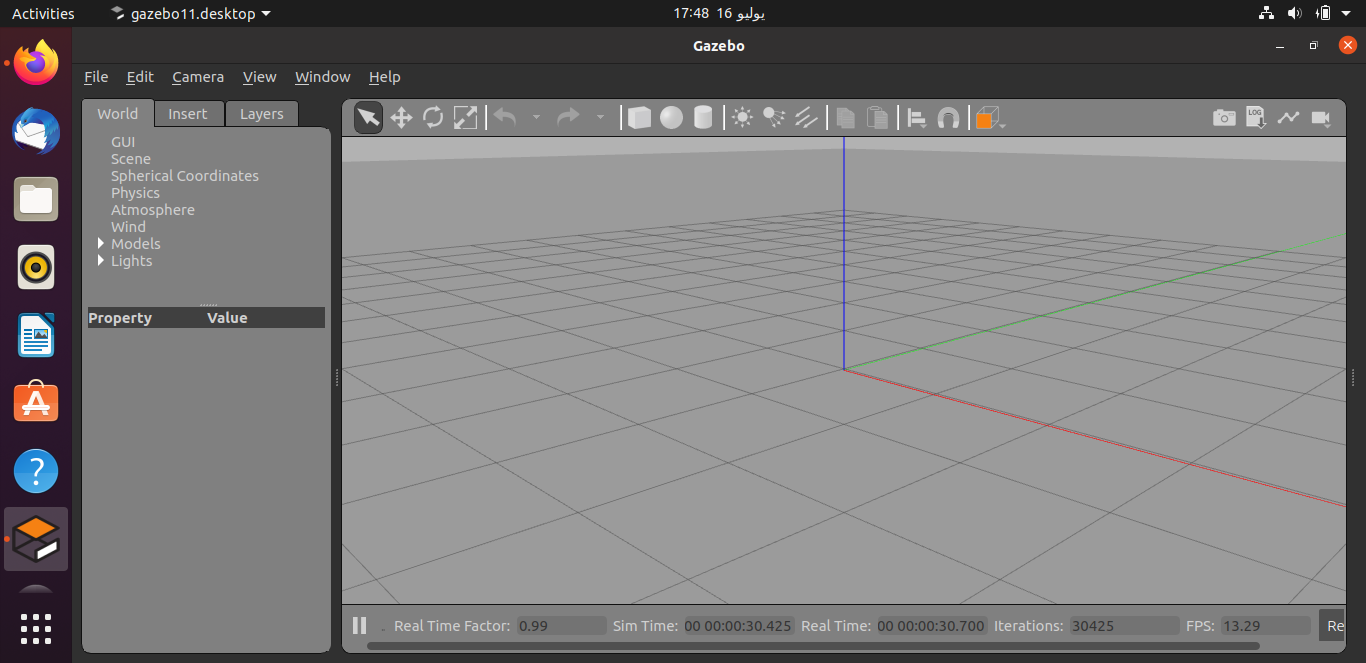 Activities gazebo11.desktop 17:48 16 يوليو
Gazebo
File Edit Camera View Window Help
World Insert Layers
GUI
Scene
Spherical Coordinates
Physics
Atmosphere
Wind
Models
Lights
Property Value
LOG
Real Time Factor: 0.99 Sim Time: 00 00:00:30.425 Real Time: 00 00:00:30.700 Iterations: 30425 FPS: 13.29 Re